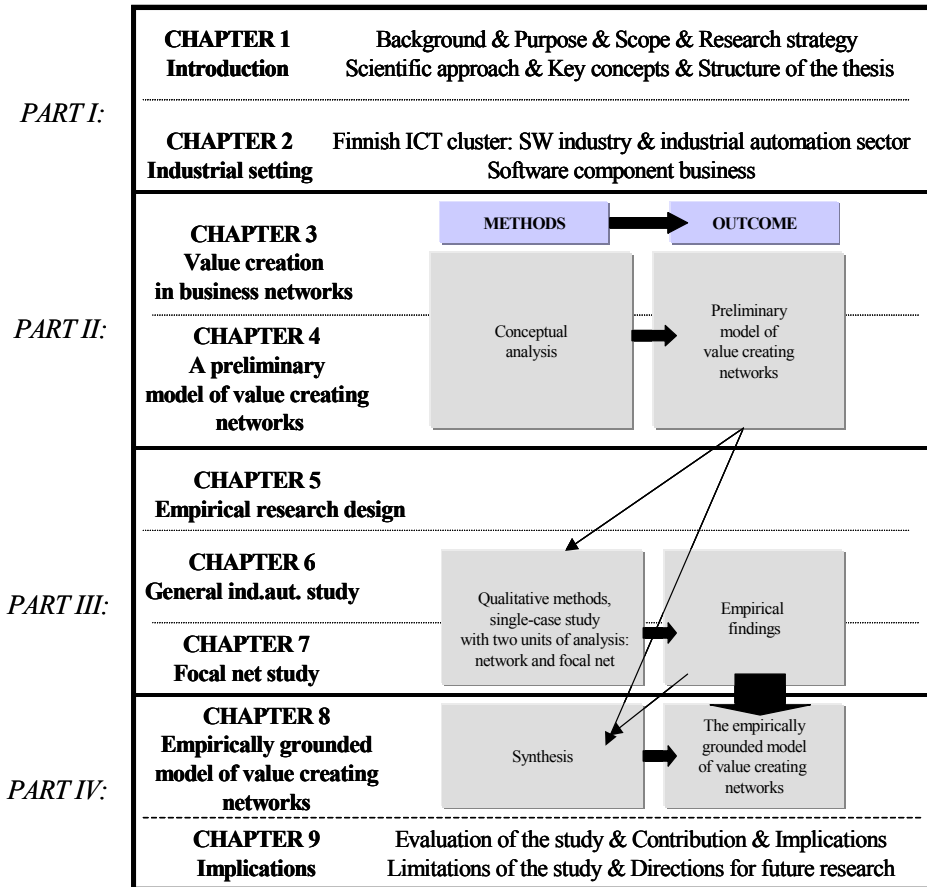 PART I:
CHAPTER 1
Introduction
Background & Purpose & Scope & Research strategy
Scientific approach & Key concepts & Structure of the thesis
CHAPTER 2
Industrial setting
Finnish ICT cluster: SW industry & industrial automation sector
Software component business
PART II:
METHODS
OUTCOME
CHAPTER 3
Value creation
in business networks
CHAPTER 4
A preliminary
model of value creating
networks
Conceptual
analysis
Preliminary
model of
value creating
networks
PART III:
CHAPTER 5
Empirical research design
CHAPTER 6
General ind.aut. study
CHAPTER 7
Focal net study
Qualitative methods,
single-case study
with two units of analysis:
network and focal net
Empirical
findings
PART IV:
CHAPTER 8
Empirically grounded
model of value creating
networks
Synthesis
The empirically
grounded model
of value creating
networks
CHAPTER 9
Implications
Evaluation of the study & Contribution & Implications
Limitations of the study & Directions for future research